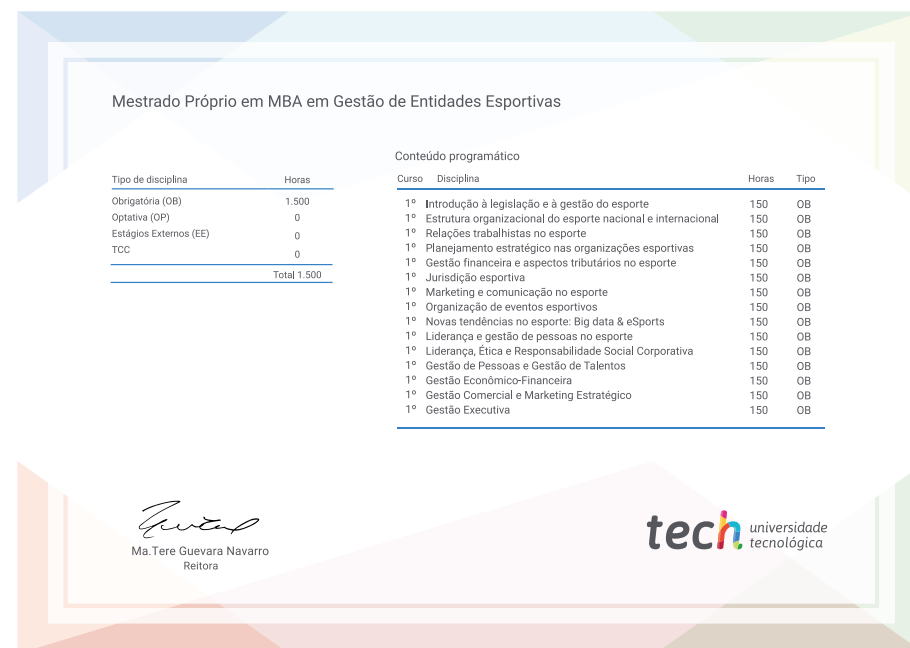 Mestrado Próprio em MBA em Gestão de Entidades Esportivas
Tipo de disciplina Horas
Obrigatória (OB) 1.500
Optativa (OP) 0
Estágios Externos (EE) 0
TCC 0
Total 1.500
Conteúdo programático
Curso Disciplina Horas Tipo
1º Introdução à legislação e à gestão do esporte 150 OB
1º Estrutura organizacional do esporte nacional e internacional 150 OB
1º Relações trabalhistas no esporte 150 OB
1º Planejamento estratégico nas organizações esportivas 150 OB
1º Gestão financeira e aspectos tributários no esporte 150 OB
1º Jurisdição esportiva 150 OB
1º Marketing e comunicação no esporte 150 OB
1º Organização de eventos esportivos 150 OB
1º Novas tendências no esporte: Big data & eSports 150 OB
1º Liderança e gestão de pessoas no esporte 150 OB
1º Liderança, Ética e Responsabilidade Social Corporativa 150 OB
1º Gestão de Pessoas e Gestão de Talentos 150 OB
1º Gestão Econômico-Financeira 150 OB
1º Gestão Comercial e Marketing Estratégico 150 OB
1º Gestão Executiva 150 OB
Ma.Tere Guevara Navarro
Reitora
tech universidade
tecnológica